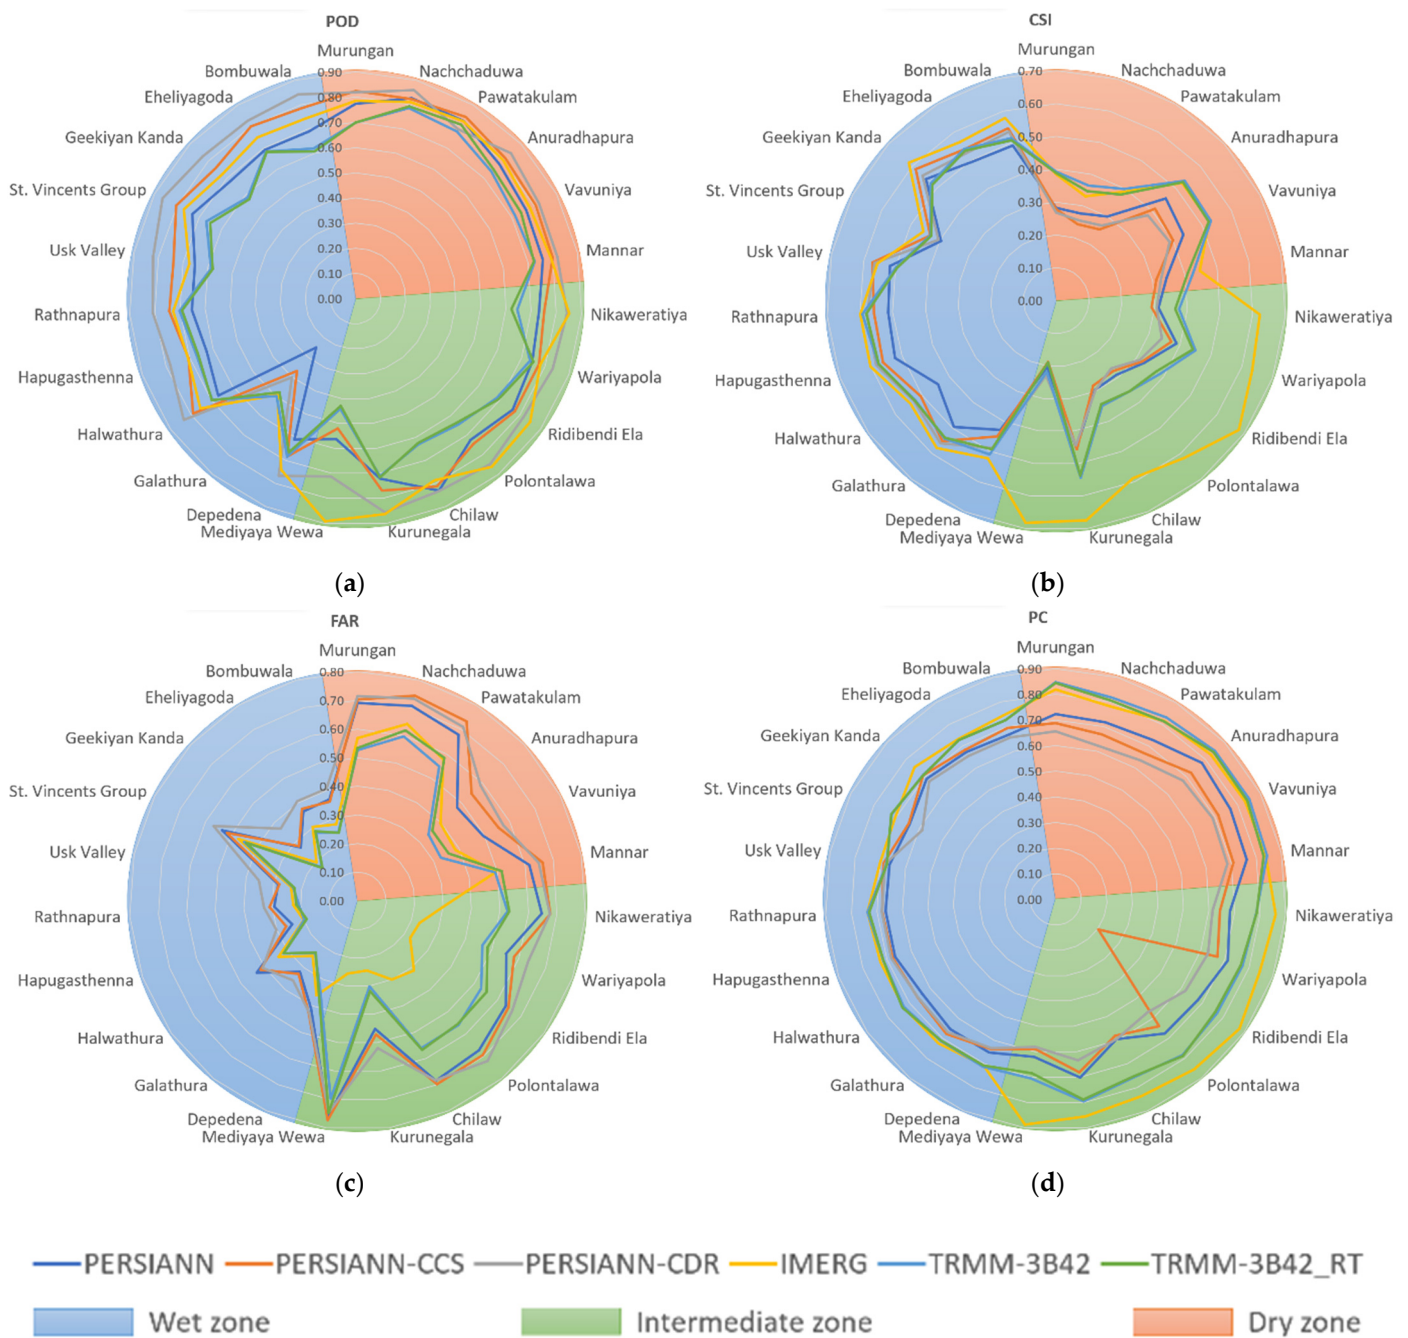 POD
Murungan
Nachchaduwa
Pawatakulam
Anuradhapura
Vavuniya
Mannar
Nikaweratiya
Wariyapola
Ridibendi Ela
Polontalawa
Chilaw
Kurunegala
Mediyaya Wewa
Depedena
Galathura
Halwathura
Hapugasthenna
Rathnapura
Usk Valley
St. Vincents Group
Geekiyan Kanda
Eheliyagoda
Bombuwala
0.90
0.80
0.70
0.60
0.50
0.40
0.30
0.20
0.10
0.00
(a)
CSI
Murungan
Nachchaduwa
Pawatakulam
Anuradhapura
Vavuniya
Mannar
Nikaweratiya
Wariyapola
Ridibendi Ela
Polontalawa
Chilaw
Kurunegala
Mediyaya Wewa
Depedena
Galathura
Halwathura
Hapugasthenna
Rathnapura
Usk Valley
St. Vincents Group
Geekiyan Kanda
Eheliyagoda
Bombuwala
0.70
0.60
0.50
0.40
0.30
0.20
0.10
0.00
(b)
FAR
Murungan
Nachchaduwa
Pawatakulam
Anuradhapura
Vavuniya
Mannar
Nikaweratiya
Wariyapola
Ridibendi Ela
Polontalawa
Chilaw
Kurunegala
Mediyaya Wewa
Depedena
Galathura
Halwathura
Hapugasthenna
Rathnapura
Usk Valley
St. Vincents Group
Geekiyan Kanda
Eheliyagoda
Bombuwala
0.80
0.70
0.60
0.50
0.40
0.30
0.20
0.10
0.00
(c)
PC
Murungan
Nachchaduwa
Pawatakulam
Anuradhapura
Vavuniya
Mannar
Nikaweratiya
Wariyapola
Ridibendi Ela
Polontalawa
Chilaw
Kurunegala
Mediyaya Wewa
Depedena
Galathura
Halwathura
Hapugasthenna
Rathnapura
Usk Valley
St. Vincents Group
Geekiyan Kanda
Eheliyagoda
Bombuwala
0.90
0.80
0.70
0.60
0.50
0.40
0.30
0.20
0.10
0.00
(d)
PERSIANN PERSIANN-CCS PERSIANN-CDR IMERG TRMM-3B42 TRMM-3B42_RT
Wet zone Intermediate zone Dry zone